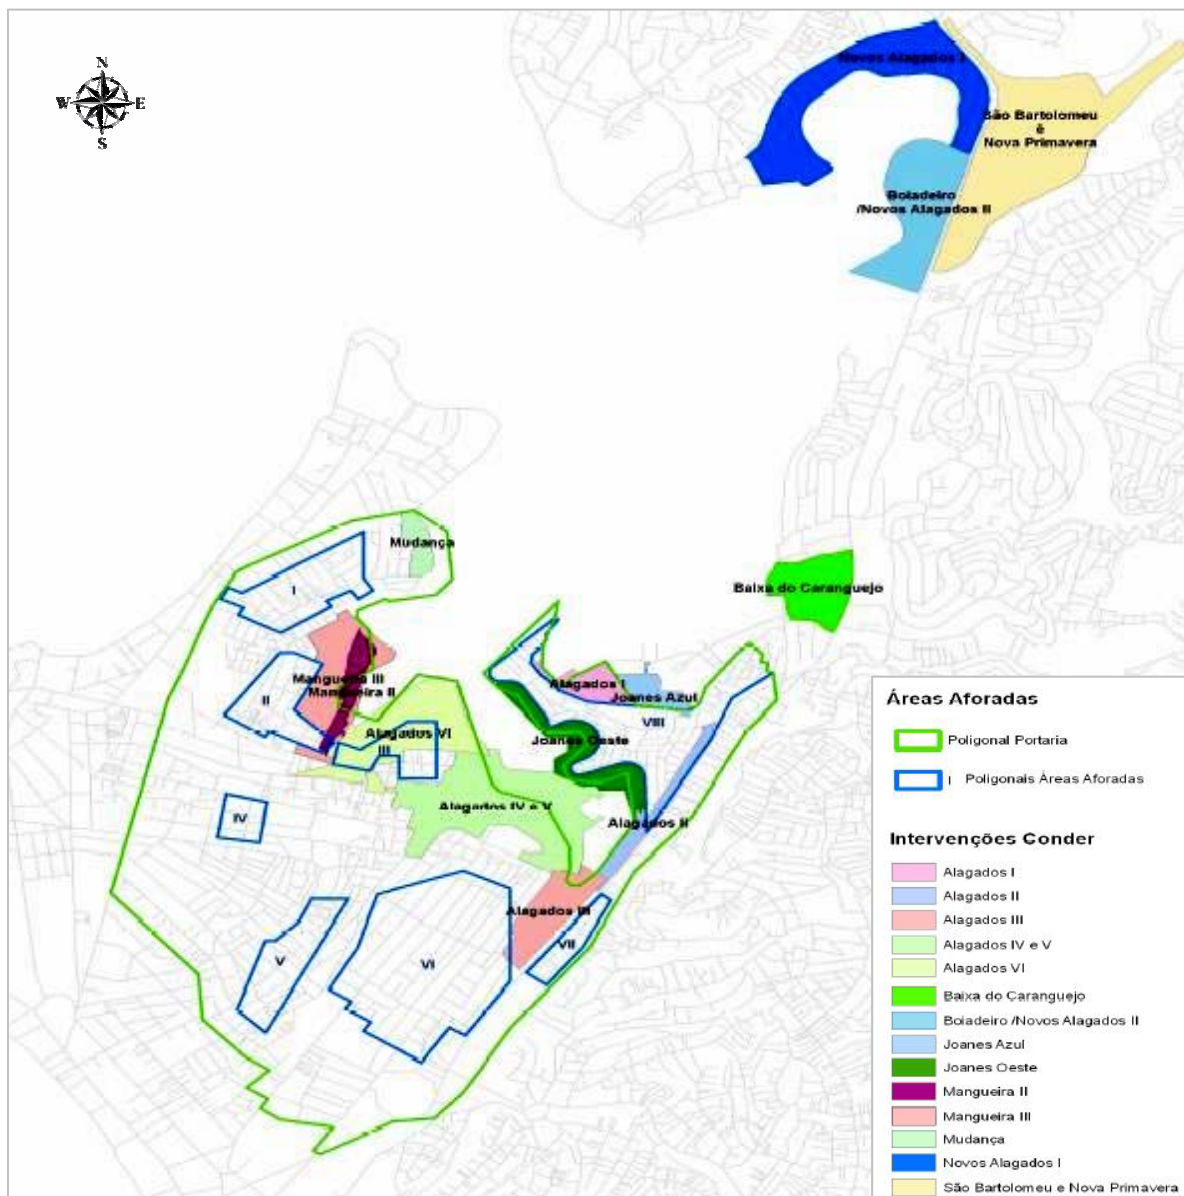 N
W E
S
Novos Alagados I
São Bartolomeu
e
Nova Primavera
Boiadeiro
/Novos Alagados II
Mudança
I
Baixa do Caranguejo
Mangueira III
Mangueira II
II
Alagados I
Joanes Azul
VIII
Alagados VI
III
Joanes Oeste
IV
Alagados IV e V
Alagados II
Alagados III
VII
V
VI
Áreas Aforadas
Poligonal Portaria
I Poligonais Áreas Aforadas
Intervenções Conder
Alagados I
Alagados II
Alagados III
Alagados IV e V
Alagados VI
Baixa do Caranguejo
Boiadeiro /Novos Alagados II
Joanes Azul
Joanes Oeste
Mangueira II
Mangueira III
Mudança
Novos Alagados I
São Bartolomeu e Nova Primavera